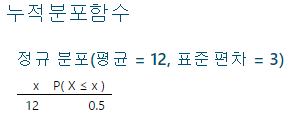 누적분포함수
정규 분포(평균 = 12, 표준 편차 = 3)
x P( X ≤ x )
12 0.5